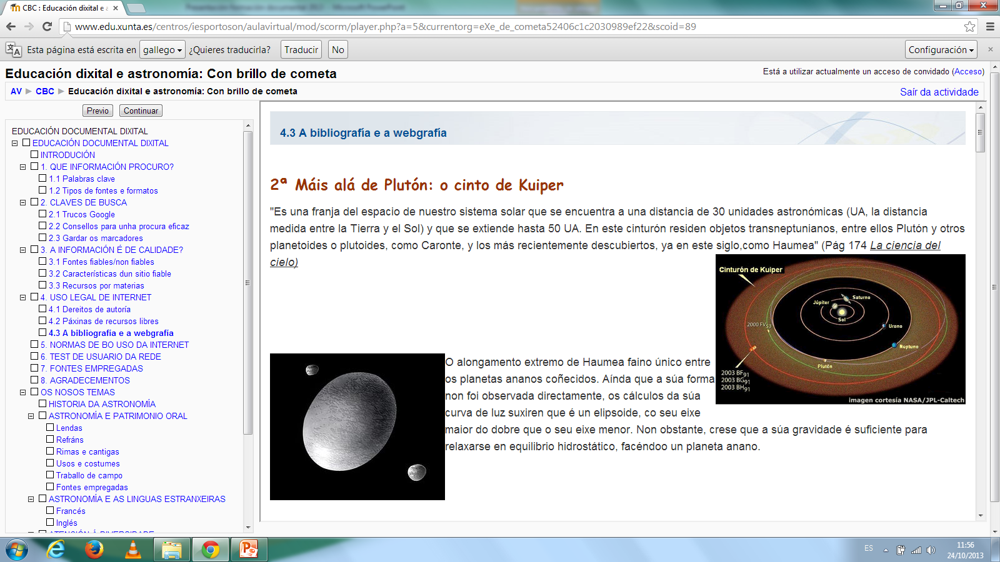 CBC : Educación dixital e a
www.edu.xunta.es/centros/iesportoson/aulavirtual/mod/scorm/player.php?a=5&currentorg=eXe_de_cometa52406c1c2030989ef22&scoid=89
Esta página está escrita en gallego ¿Quieres traducirla? Traducir No Configuración
Educación dixital e astronomía: Con brillo de cometa
Está a utilizar actualmente un acceso de convidado (Acceso)
AV ► CBC ► Educación dixital e astronomía: Con brillo de cometa
Saír da actividade
Previo Continuar
EDUCACIÓN DOCUMENTAL DIXITAL
EDUCACIÓN DOCUMENTAL DIXITAL
INTRODUCIÓN
1. QUE INFORMACIÓN PROCURO?
1.1 Palabras clave
1.2 Tipos de fontes e formatos
2. CLAVES DE BUSCA
2.1 Trucos Google
2.2 Consellos para unha procura eficaz
2.3 Gardar os marcadores
3. A INFORMACIÓN É DE CALIDADE?
3.1 Fontes fiables/non fiables
3.2 Características dun sitio fiable
3.3 Recursos por materias
4. USO LEGAL DE INTERNET
4.1 Dereitos de autoría
4.2 Páxinas de recursos libres
4.3 A bibliografía e a webgrafía
5. NORMAS DE BO USO DA INTERNET
6. TEST DE USUARIO DA REDE
7. FONTES EMPREGADAS
8. AGRADECEMENTOS
OS NOSOS TEMAS
HISTORIA DA ASTRONOMÍA
ASTRONOMÍA E PATRIMONIO ORAL
Lendas
Refráns
Rimas e cantigas
Usos e costumes
Traballo de campo
Fontes empregadas
ASTRONOMÍA E AS LINGUAS ESTRANXEIRAS
Francés
Inglés
ATENCIÓN Á DIVERSIDADE
4.3 A bibliografía e a webgrafía
2ª Máis alá de Plutón: o cinto de Kuiper
"Es una franja del espacio de nuestro sistema solar que se encuentra a una distancia de 30 unidades astronómicas (UA, la distancia
medida entre la Tierra y el Sol) y que se extiende hasta 50 UA. En este cinturón residen objetos transneptunianos, entre ellos Plutón y otros
planetoides o plutoides, como Caronte, y los más recientemente descubiertos, ya en este siglo,como Haumea" (Pág 174 La ciencia del
cielo)
Cinturón de Kuiper
Saturno
Júpiter
Sol
2000 FV53
Urano
Neptuno
Plutón
2003 BF91
2003 BG91
2003 BH91
imagen cortesía NASA/JPL-Caltech
O alongamento extremo de Haumea faino único entre
os planetas ananos coñecidos. Aínda que a súa forma
non foi observada directamente, os cálculos da súa
curva de luz suxiren que é un elipsoide, co seu eixe
maior do dobre que o seu eixe menor. Non obstante, crese que a súa gravidade é suficiente para
relaxarse en equilibrio hidrostático, facéndoo un planeta anano.
ES
11:56
24/10/2013